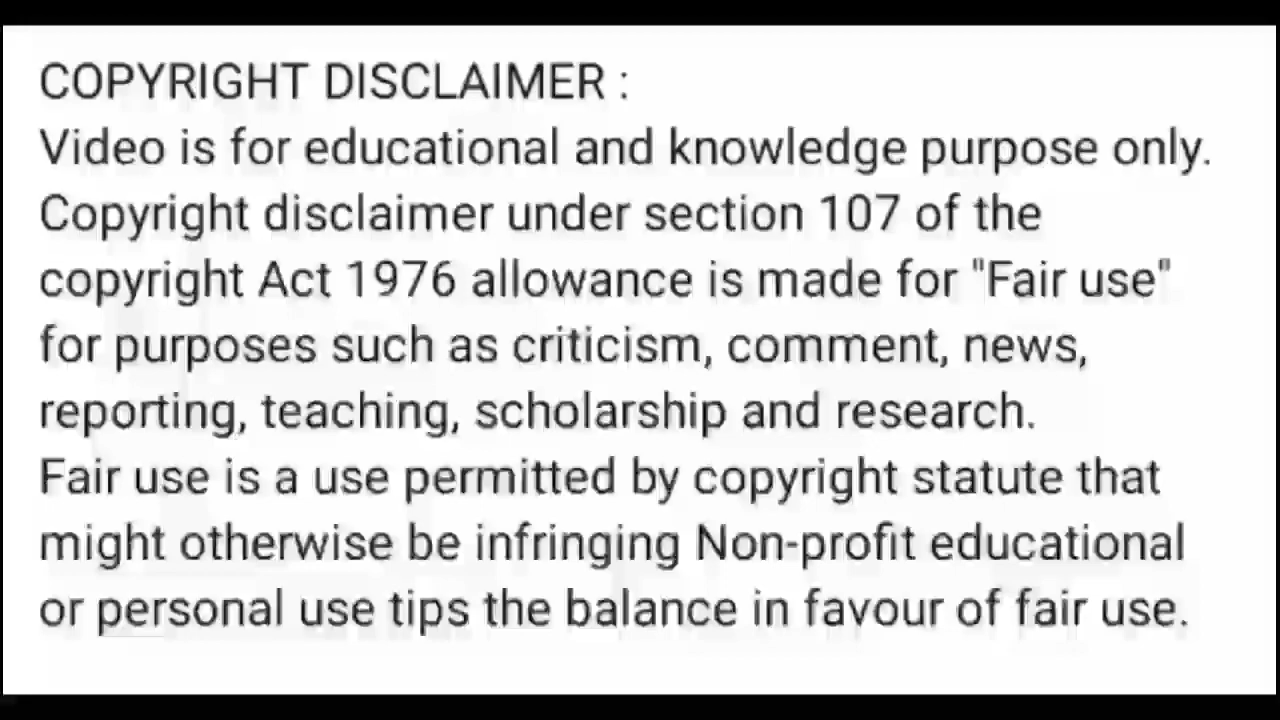 COPYRIGHT DISCLAIMER :
Video is for educational and knowledge purpose only.
Copyright disclaimer under section 107 of the
copyright Act 1976 allowance is made for "Fair use"
for purposes such as criticism, comment, news,
reporting, teaching, scholarship and research.
Fair use is a use permitted by copyright statute that
might otherwise be infringing Non-profit educational
or personal use tips the balance in favour of fair use.